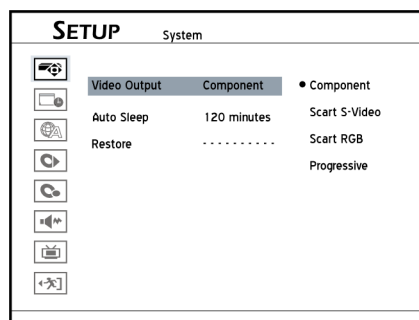 SETUP System
Video Output Component • Component
Auto Sleep 120 minutes Scart S-Video
Restore - - - - - - - - - - Scart RGB
Progressive